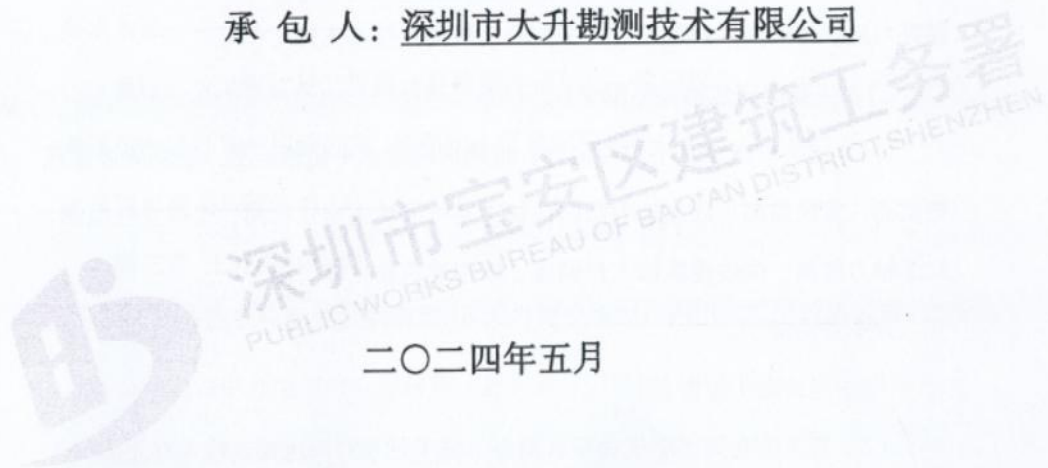 承 包 人：深圳市大升勘测技术有限公司
深圳市宝安区建筑工务署
PUBLIC WORKS BUREAU OF BAO'AN DISTRICT,SHENZHEN
二〇二四年五月